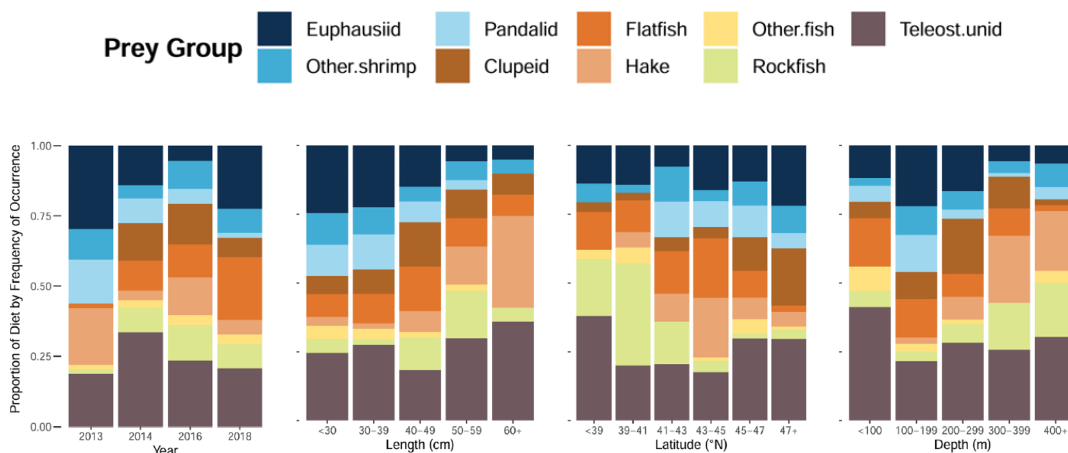 Prey Group
Euphausiid Pandalid Flatfish Other.fish Teleost.unid
Other.shrimp Clupeid Hake Rockfish
Proportion of Diet by Frequency of Occurrence
1.00
0.75
0.50
0.25
0.00
2013 2014 2016 2018
Year
<30 30–39 40–49 50–59 60+
Length (cm)
<39 39–41 41–43 43–45 45–47 47+
Latitude (°N)
<100 100–199 200–299 300–399 400+
Depth (m)